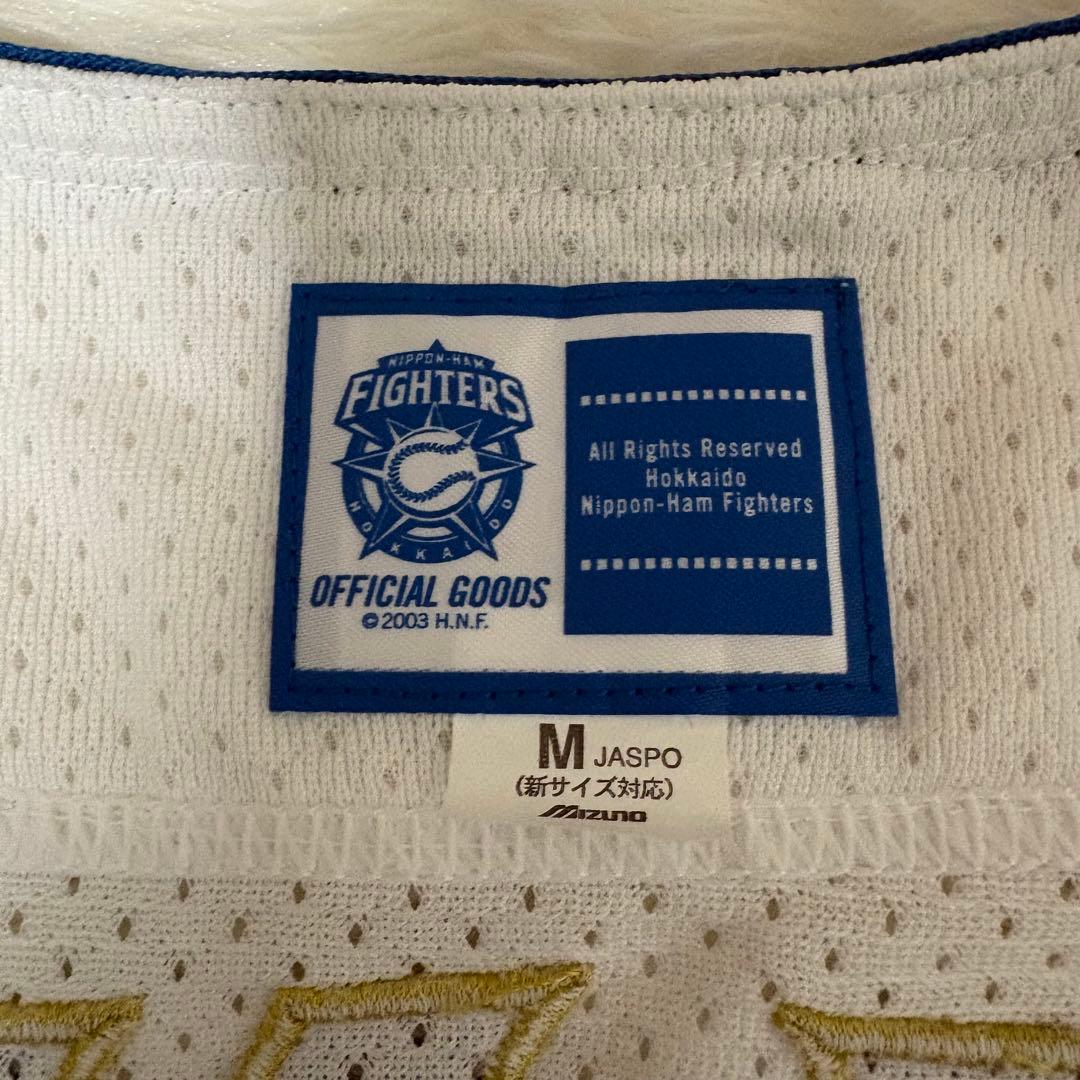 NIPPON-HAM
FIGHTERS
HOKKAIDO
OFFICIAL GOODS
©2003 H.N.F.
All Rights Reserved
Hokkaido
Nippon-Ham Fighters
M JASPO
(新サイズ対応)
MIZUNO